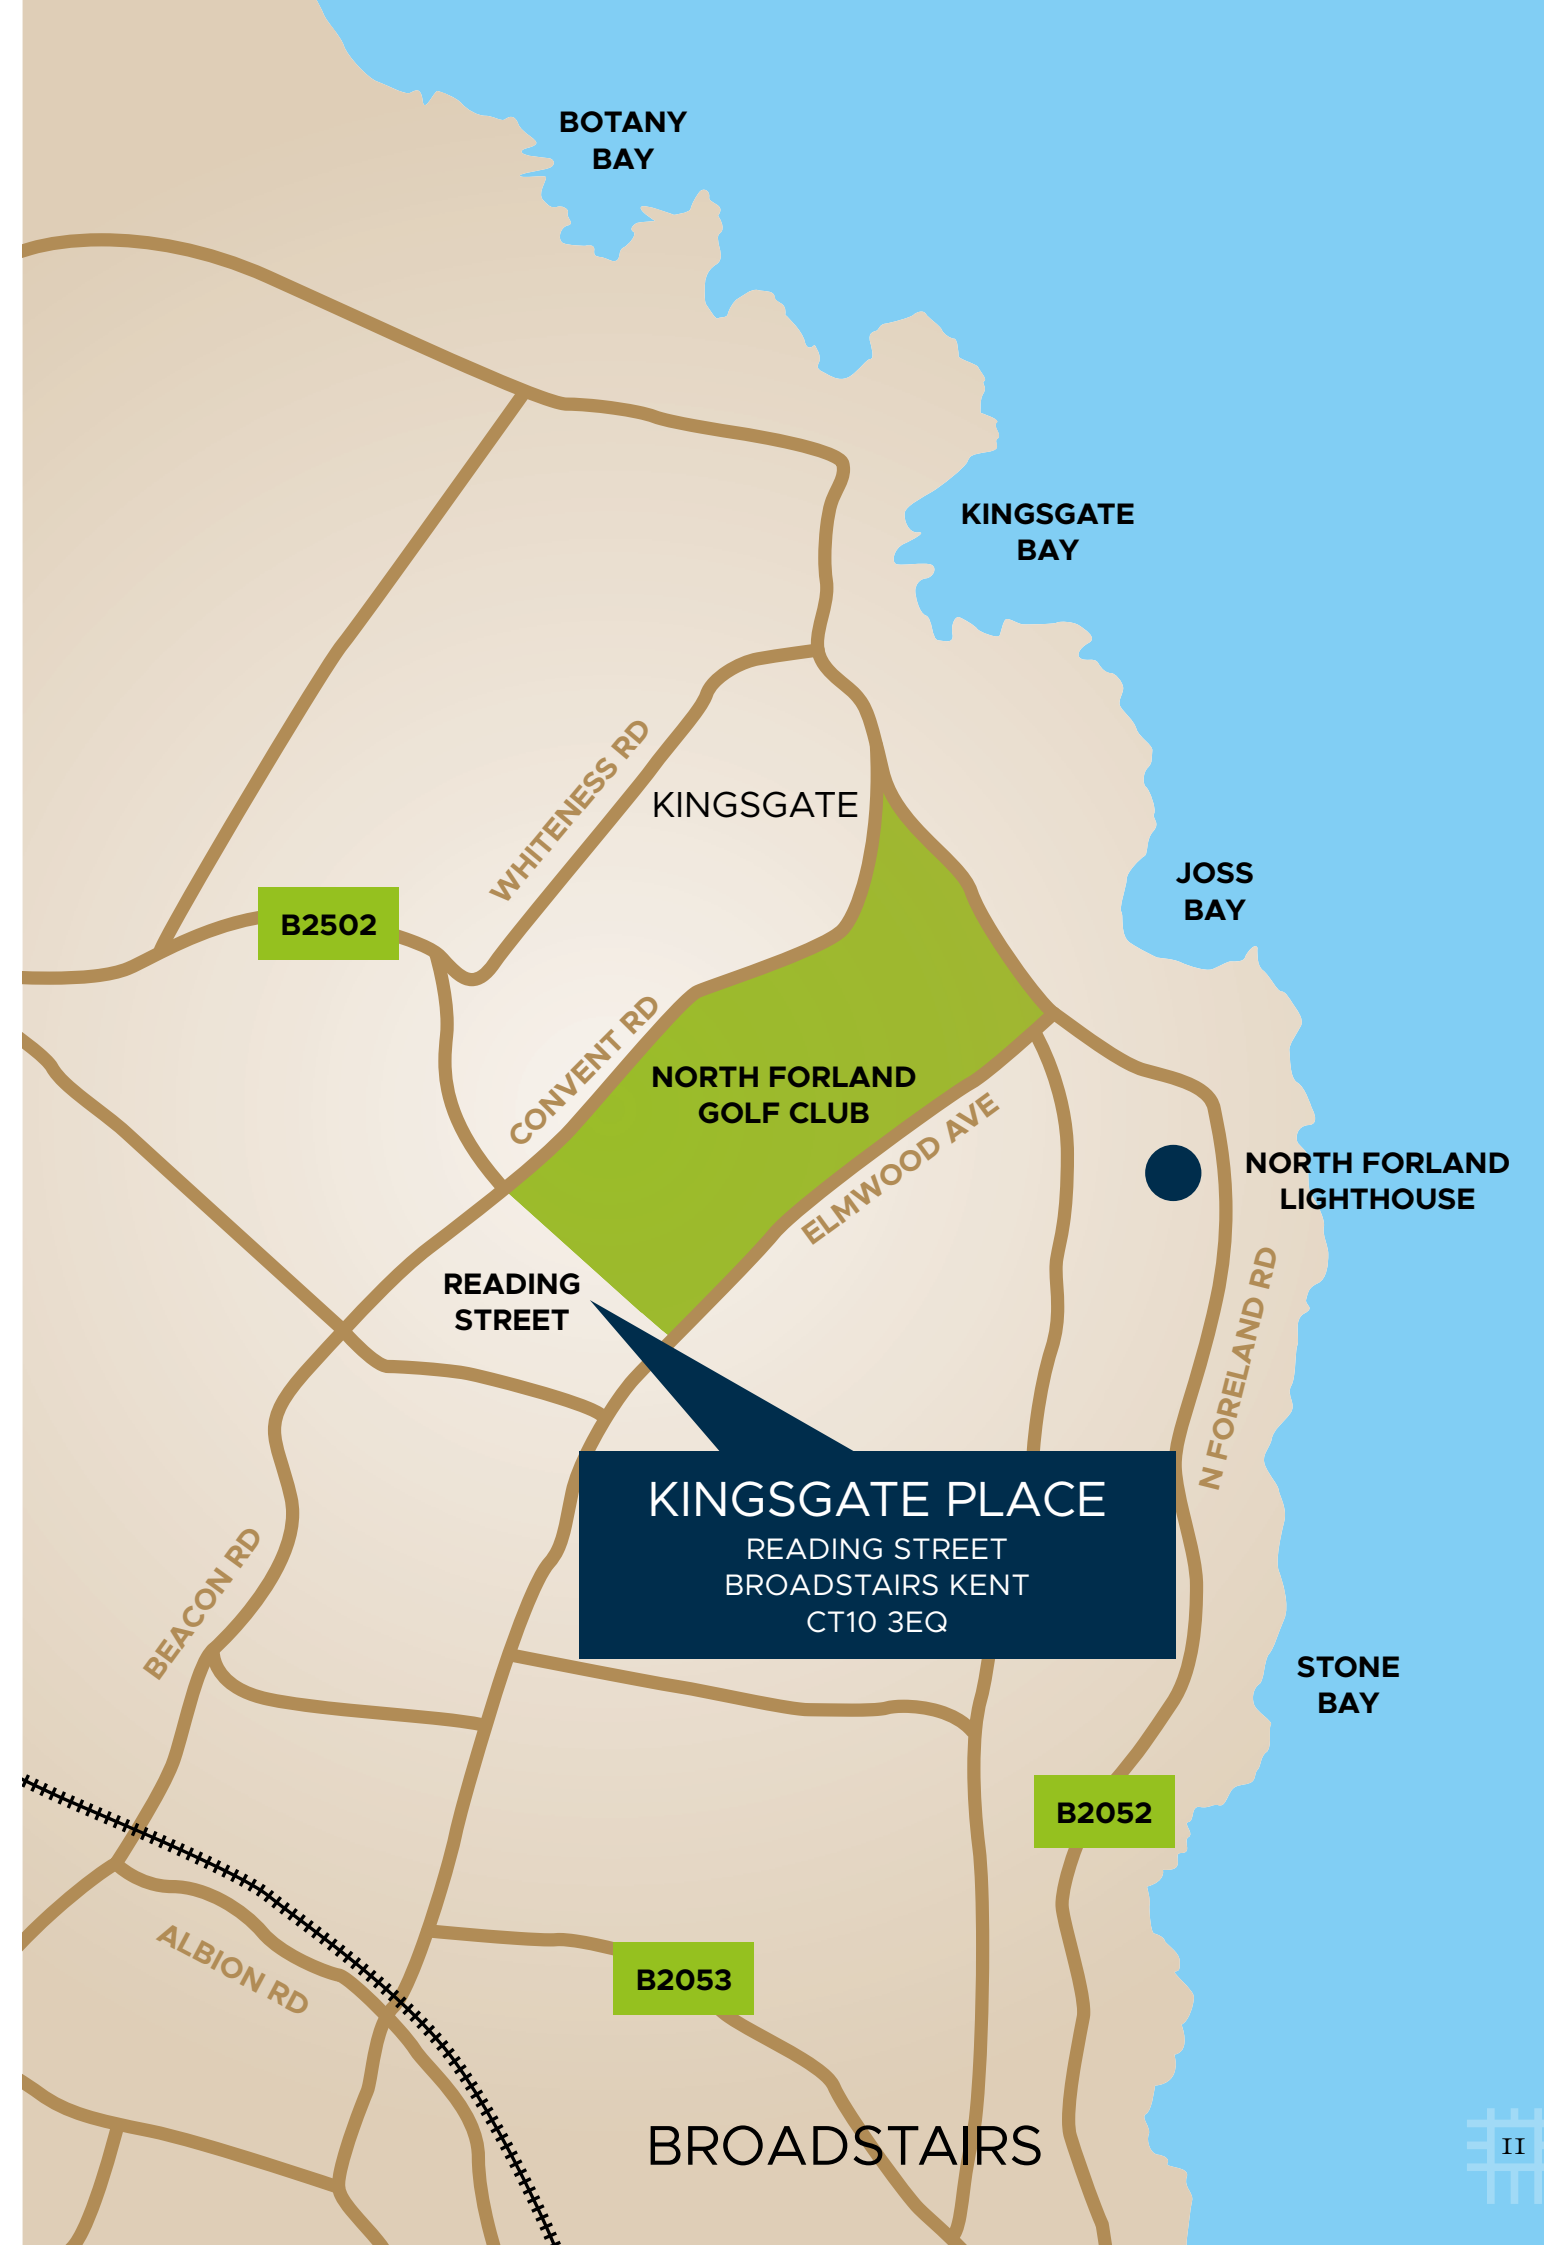 BOTANY
BAY
KINGSGATE
BAY
WHITENESS RD
KINGSGATE
JOSS
BAY
B2502
CONVENT RD
NORTH FORLAND
GOLF CLUB
ELMWOOD AVE
NORTH FORLAND
LIGHTHOUSE
READING
STREET
N FORELAND RD
KINGSGATE PLACE
READING STREET
BROADSTAIRS KENT
CT10 3EQ
BEACON RD
STONE
BAY
B2052
ALBION RD
B2053
BROADSTAIRS
11